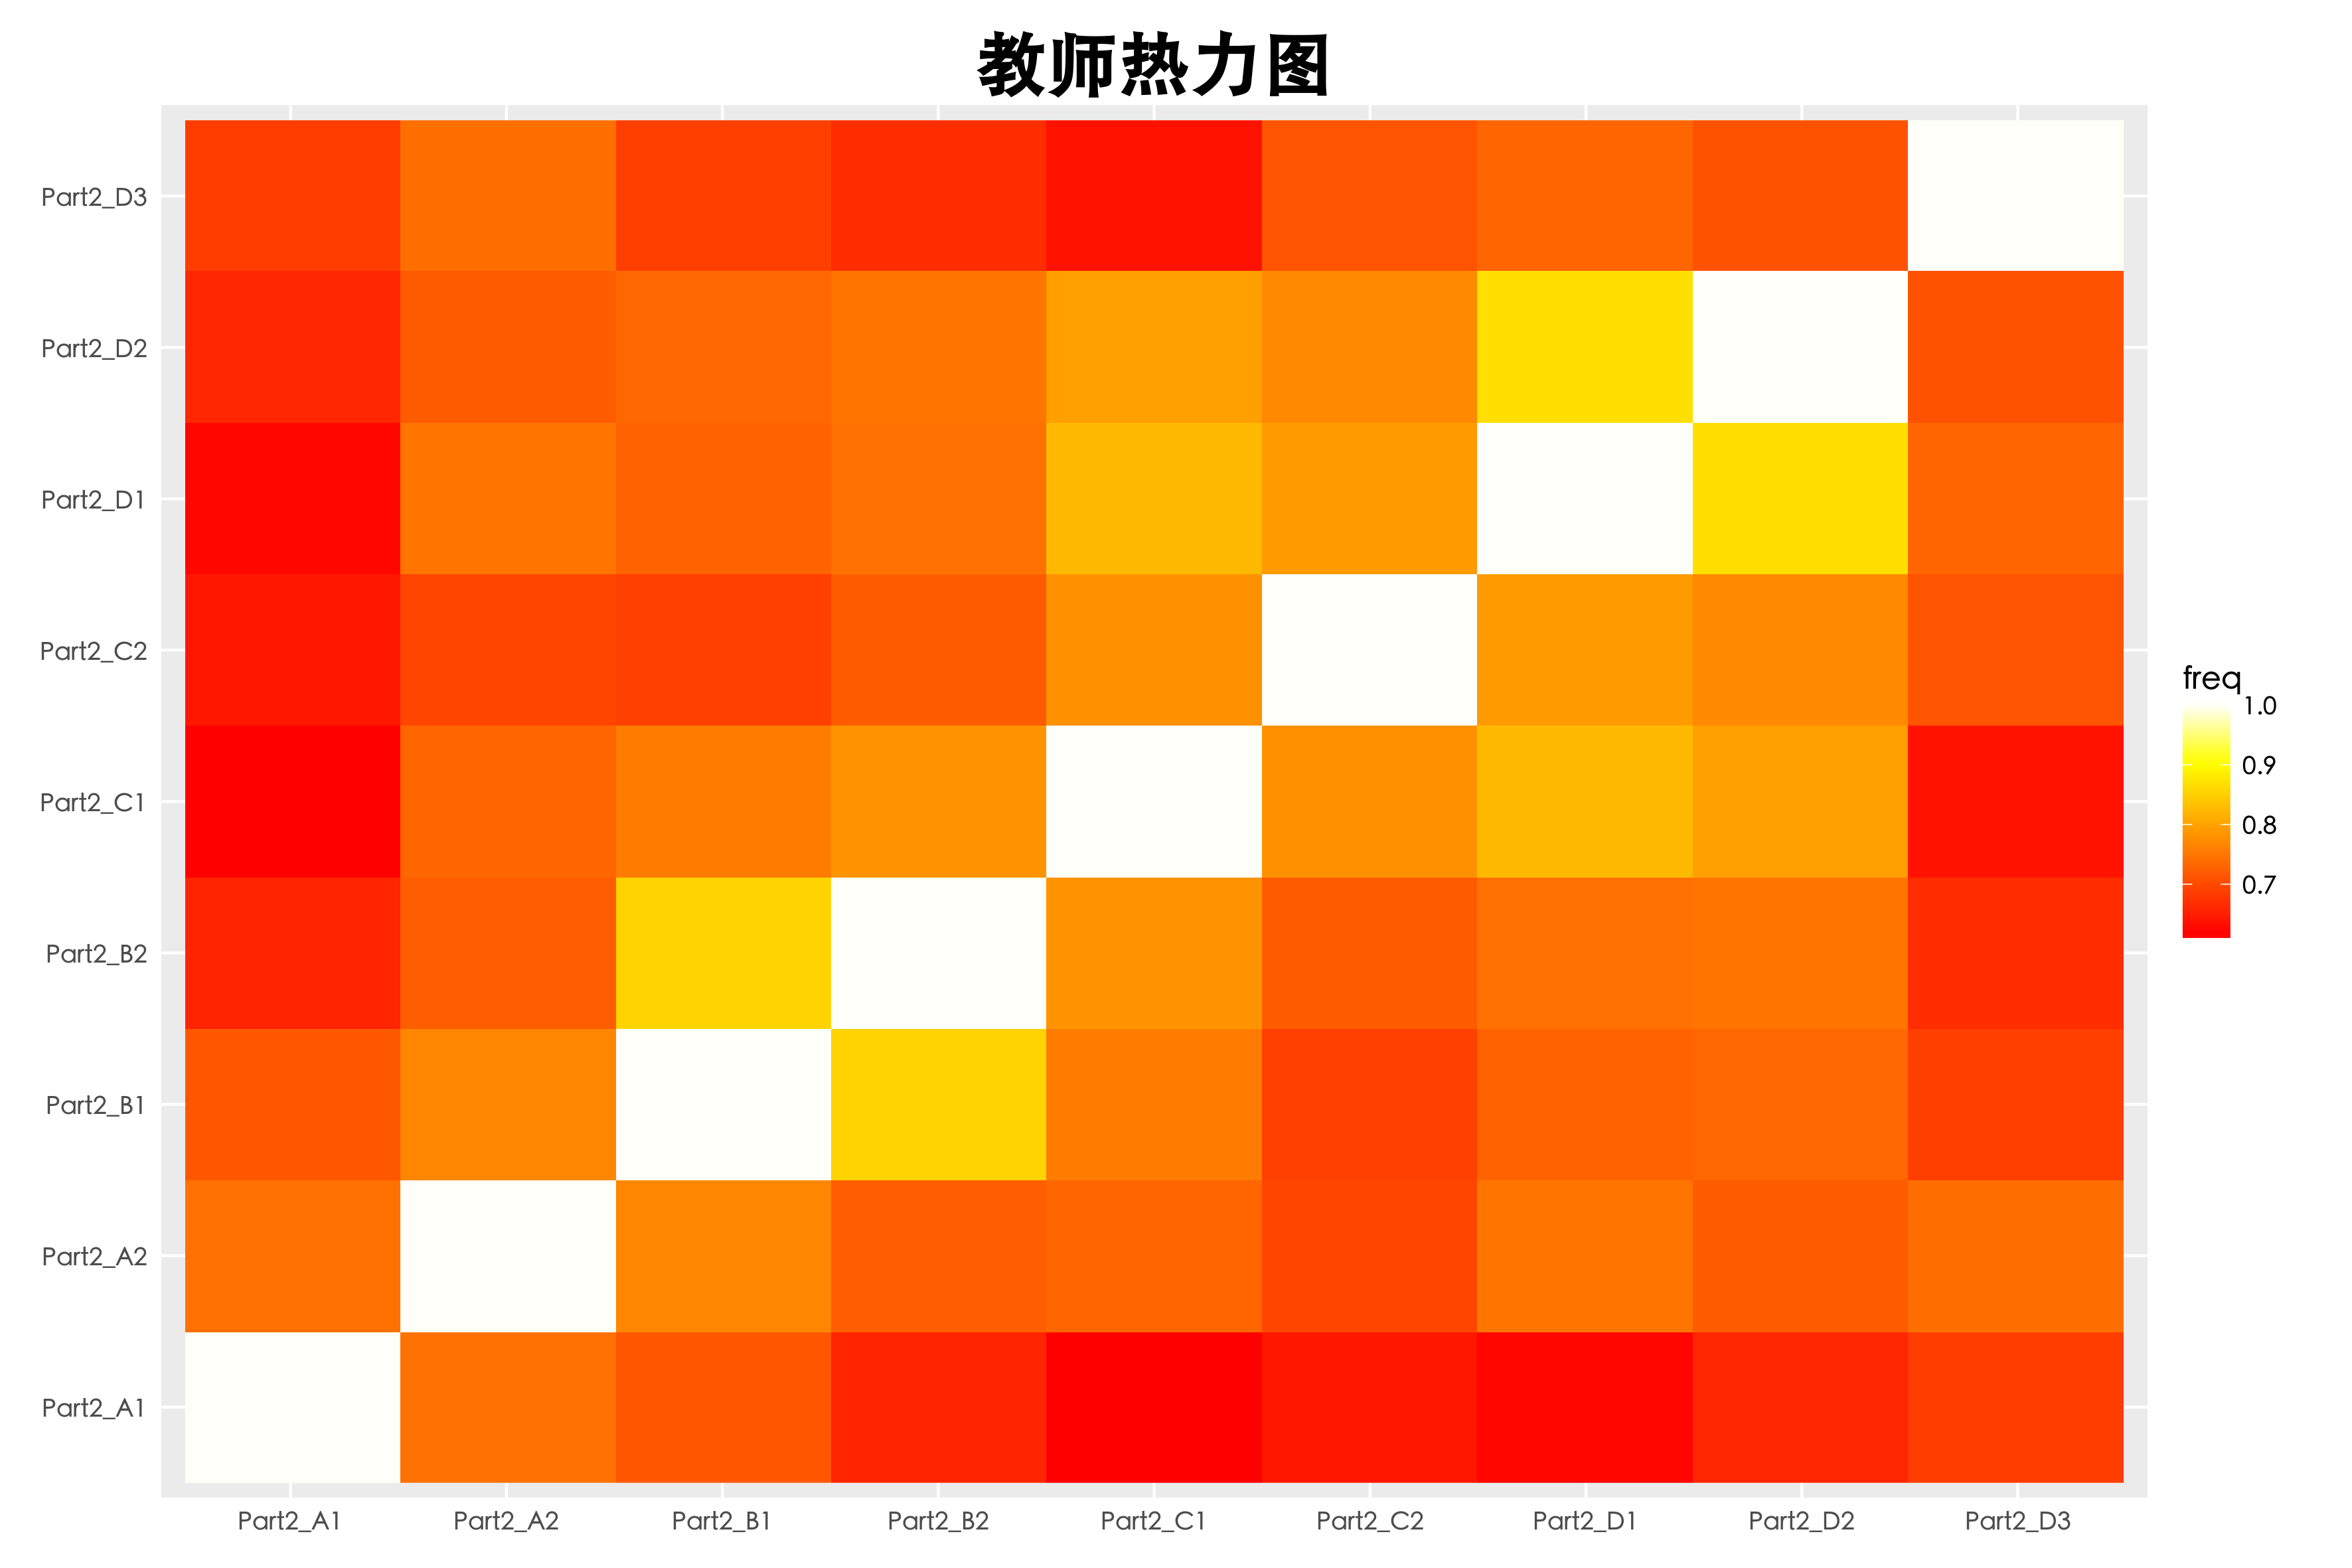 教师热力图
Part2_D3
Part2_D2
Part2_D1
Part2_C2
Part2_C1
Part2_B2
Part2_B1
Part2_A2
Part2_A1
Part2_A1 Part2_A2 Part2_B1 Part2_B2 Part2_C1 Part2_C2 Part2_D1 Part2_D2 Part2_D3
freq
1.0
0.9
0.8
0.7